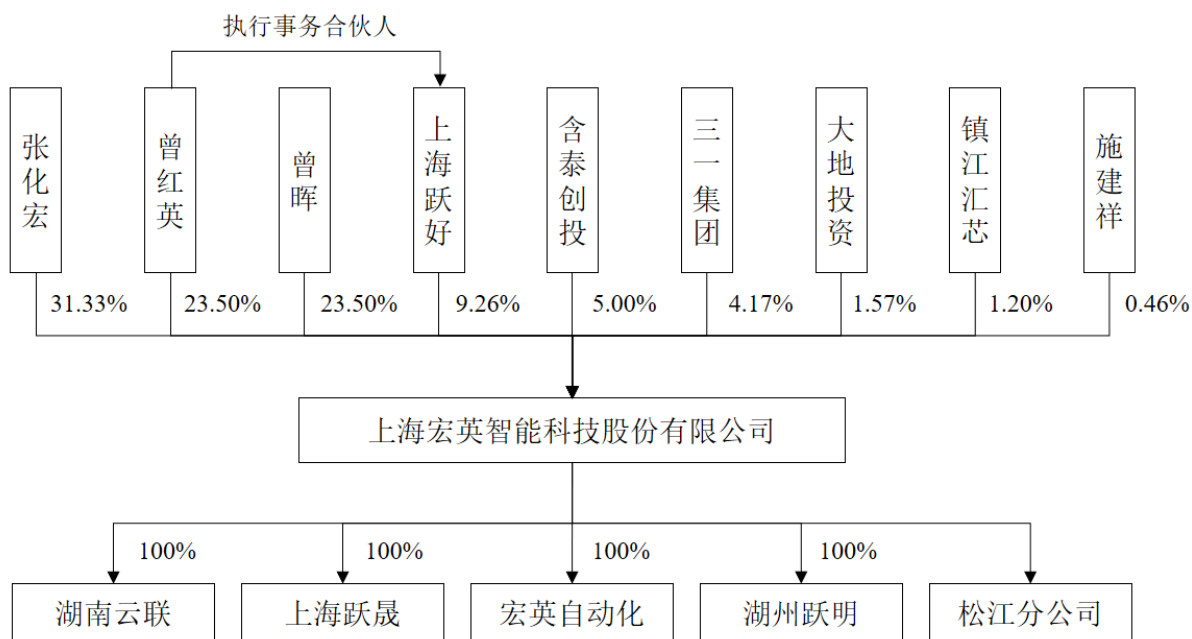 执行事务合伙人
张化宏
曾红英
曾晖
上海跃好
含泰创投
三一集团
大地投资
镇江汇芯
施建祥
31.33%
23.50%
23.50%
9.26%
5.00%
4.17%
1.57%
1.20%
0.46%
上海宏英智能科技股份有限公司
100%
100%
100%
100%
湖南云联
上海跃晟
宏英自动化
湖州跃明
松江分公司